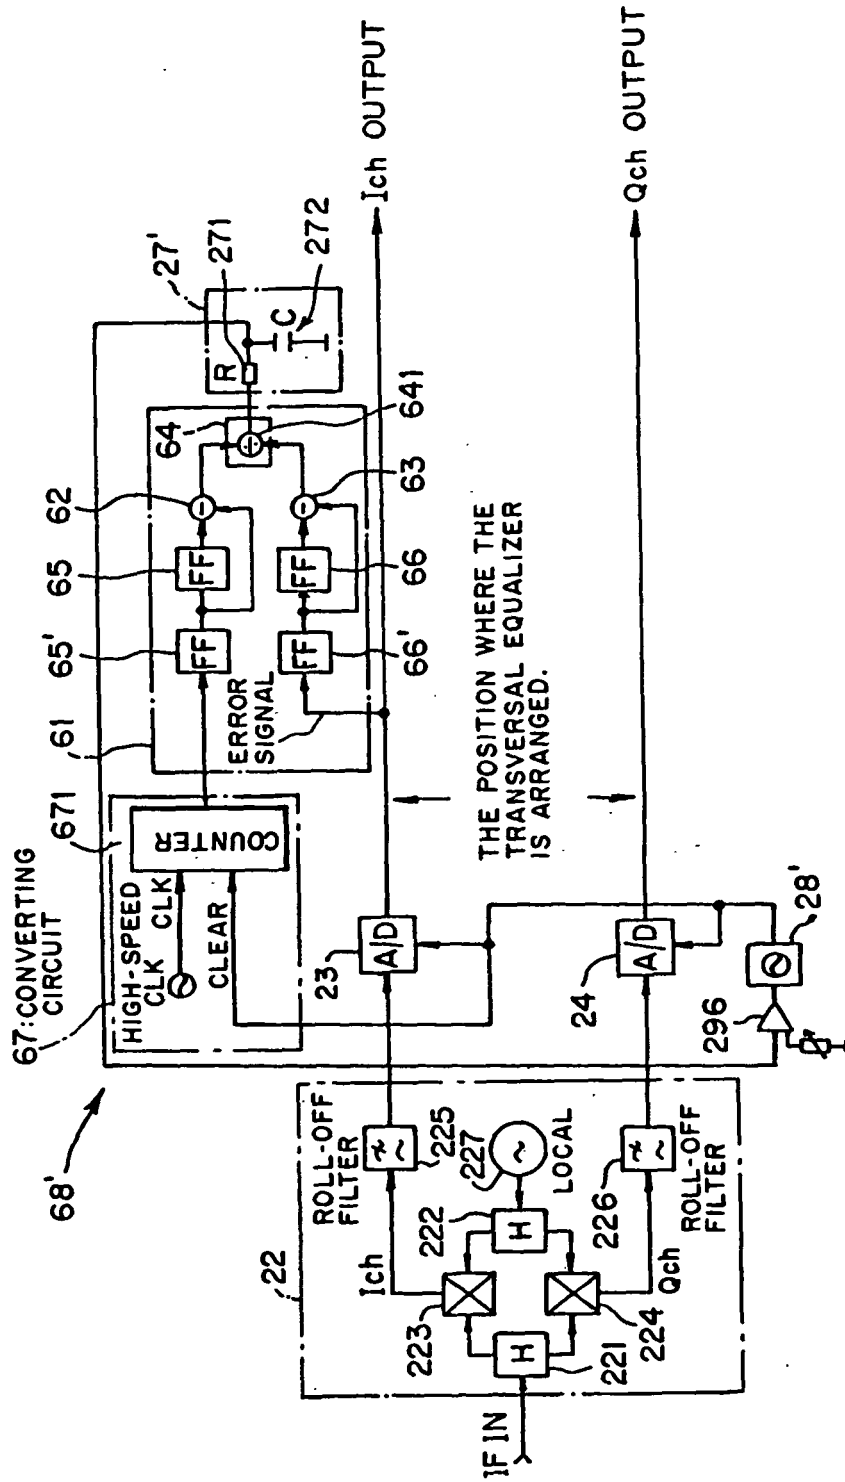 68'
67:CONVERTING
CIRCUIT
671
HIGH-SPEED
CLK
CLK
CLEAR
COUNTER
61
65'
65
62
FF
FF
64
641
ERROR
SIGNAL
FF
FF
66'
66
63
27'
271
R
C
272
22
ROLL-OFF
FILTER
225
Ich
222
H
227
LOCAL
223
224
H
221
IF IN
Qch
226
ROLL-OFF
FILTER
23
A/D
24
A/D
296
28'
THE POSITION WHERE THE
TRANSVERSAL EQUALIZER
IS ARRANGED.
Ich OUTPUT
Qch OUTPUT